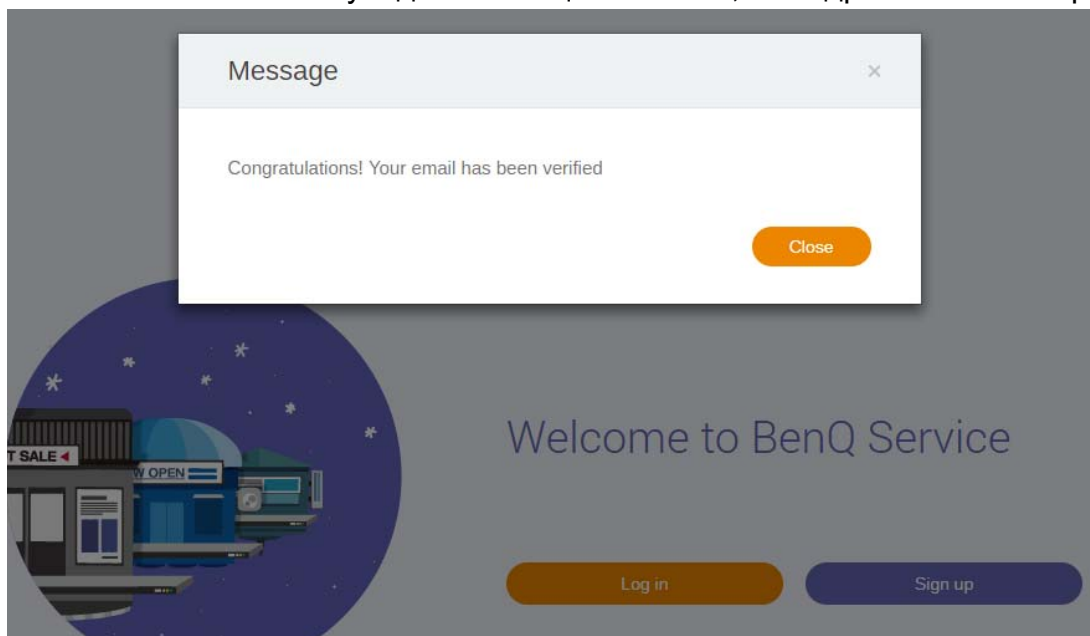 Message
×
Congratulations! Your email has been verified
Close
T SALE
W OPEN
Welcome to BenQ Service
Log in
Sign up